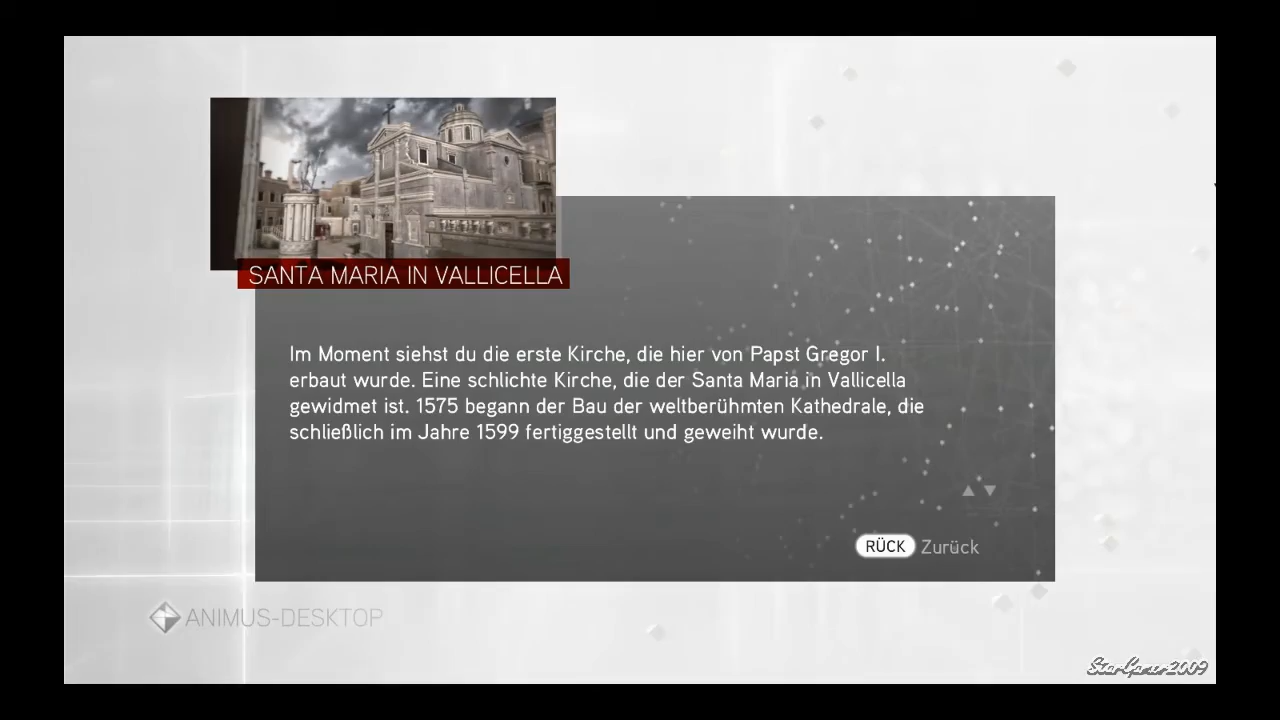 SANTA MARIA IN VALLICELLA
Im Moment siehst du die erste Kirche, die hier von Papst Gregor I.
erbaut wurde. Eine schlichte Kirche, die der Santa Maria in Vallicella
gewidmet ist. 1575 begann der Bau der weltberühmten Kathedrale, die
schließlich im Jahre 1599 fertiggestellt und geweiht wurde.
RÜCK Zurück
ANIMUS-DESKTOP
StarGamer2009